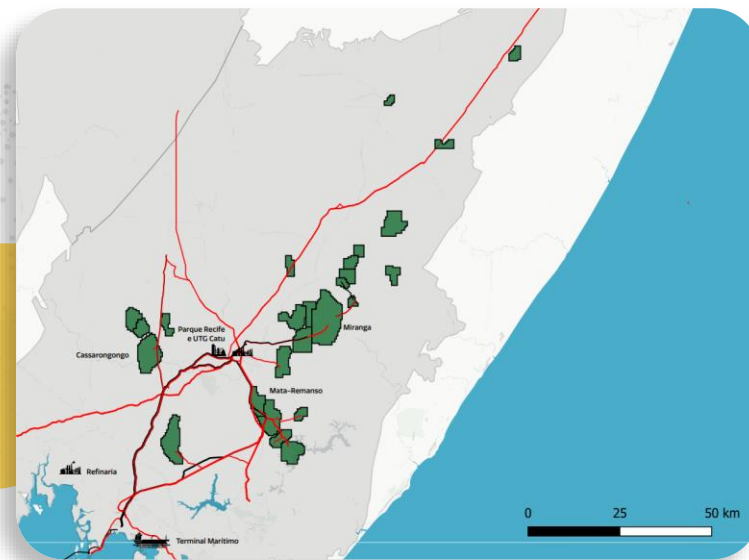 Parque Recife
e UTG Catu
Miranga
Cassarongongo
Mata-Remanso
Refinaria
Terminal Marítimo
0 25 50 km